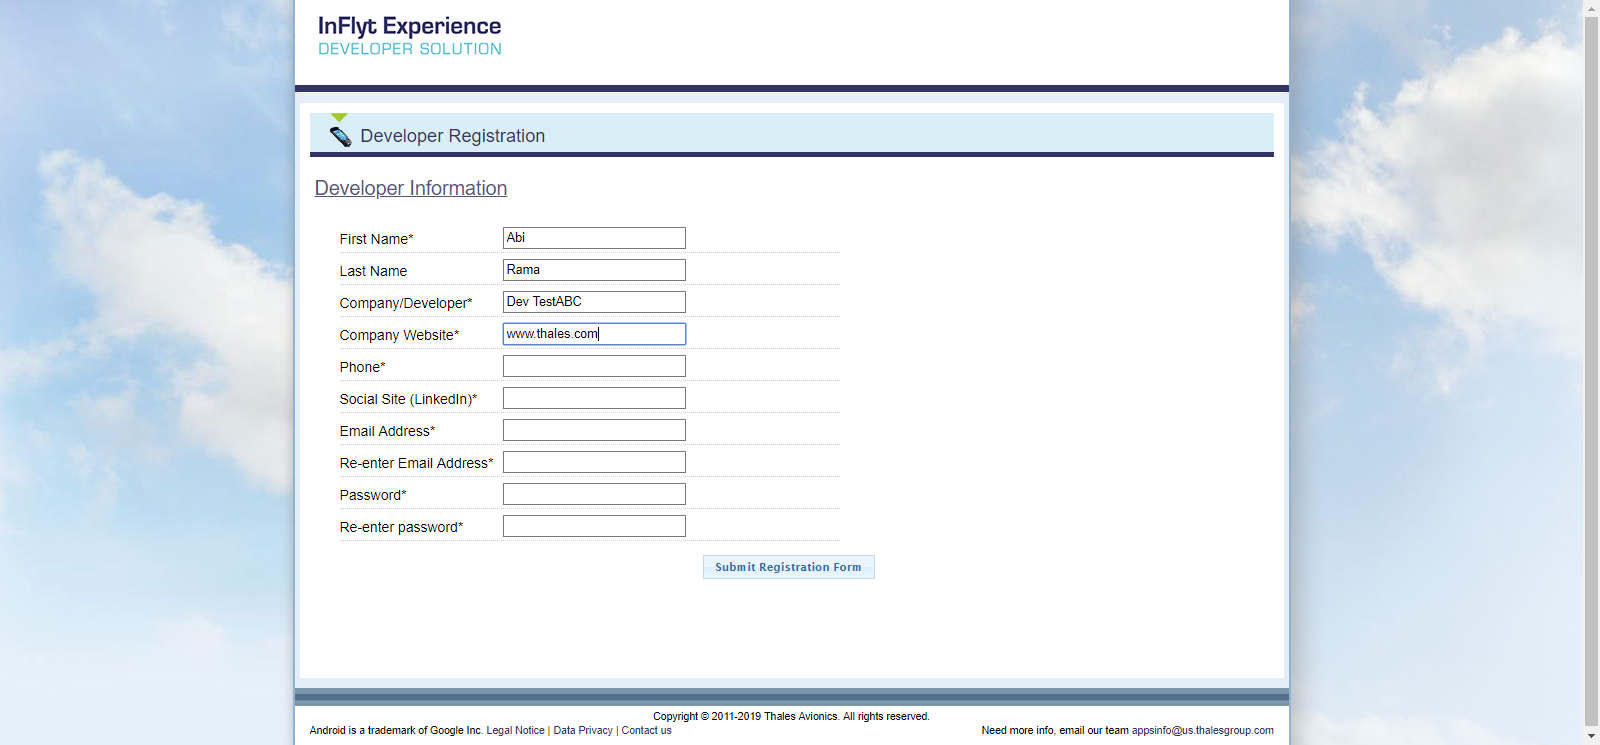 InFlyt Experience
DEVELOPER SOLUTION
Developer Registration
Developer Information
First Name* Abi
Last Name Rama
Company/Developer* Dev TestABC
Company Website* www.thales.com
Phone*
Social Site (LinkedIn)*
Email Address*
Re-enter Email Address*
Password*
Re-enter password*
Submit Registration Form
Copyright © 2011-2019 Thales Avionics. All rights reserved.
Android is a trademark of Google Inc. Legal Notice | Data Privacy | Contact us Need more info, email our team appsinfo@us.thalesgroup.com